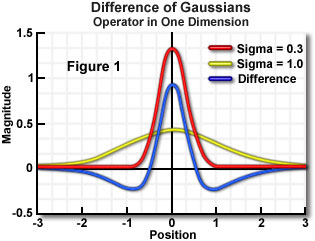 Difference of Gaussians
Operator in One Dimension
1.5
Sigma = 0.3
Figure 1
Sigma = 1.0
1
Difference
Magnitude
0.5
0
-0.5
-3 -2 -1 0 1 2 3
Position